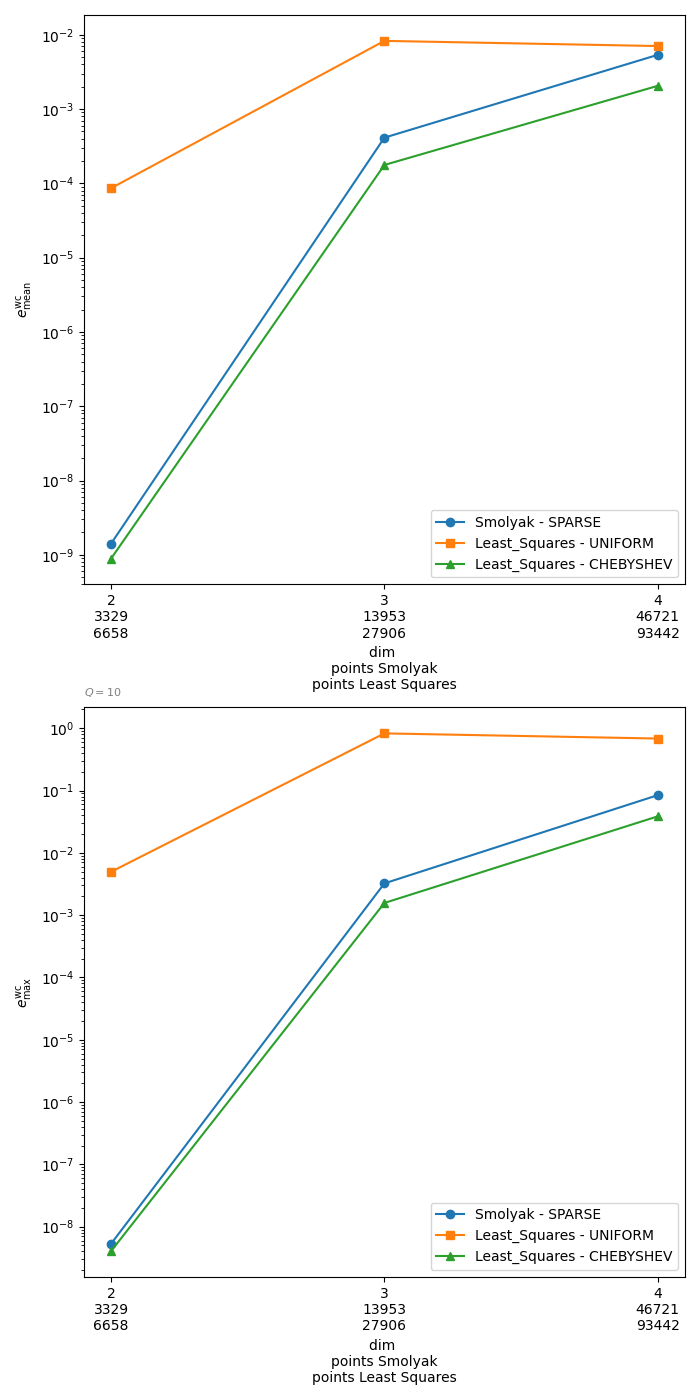 10⁻²
10⁻³
10⁻⁴
10⁻⁵
10⁻⁶
10⁻⁷
10⁻⁸
10⁻⁹
e^wc_mean
Smolyak - SPARSE
Least_Squares - UNIFORM
Least_Squares - CHEBYSHEV
2 3 4
3329 13953 46721
6658 27906 93442
dim
points Smolyak
points Least Squares
Q = 10
10⁰
10⁻¹
10⁻²
10⁻³
10⁻⁴
10⁻⁵
10⁻⁶
10⁻⁷
10⁻⁸
e^wc_max
Smolyak - SPARSE
Least_Squares - UNIFORM
Least_Squares - CHEBYSHEV
2 3 4
3329 13953 46721
6658 27906 93442
dim
points Smolyak
points Least Squares